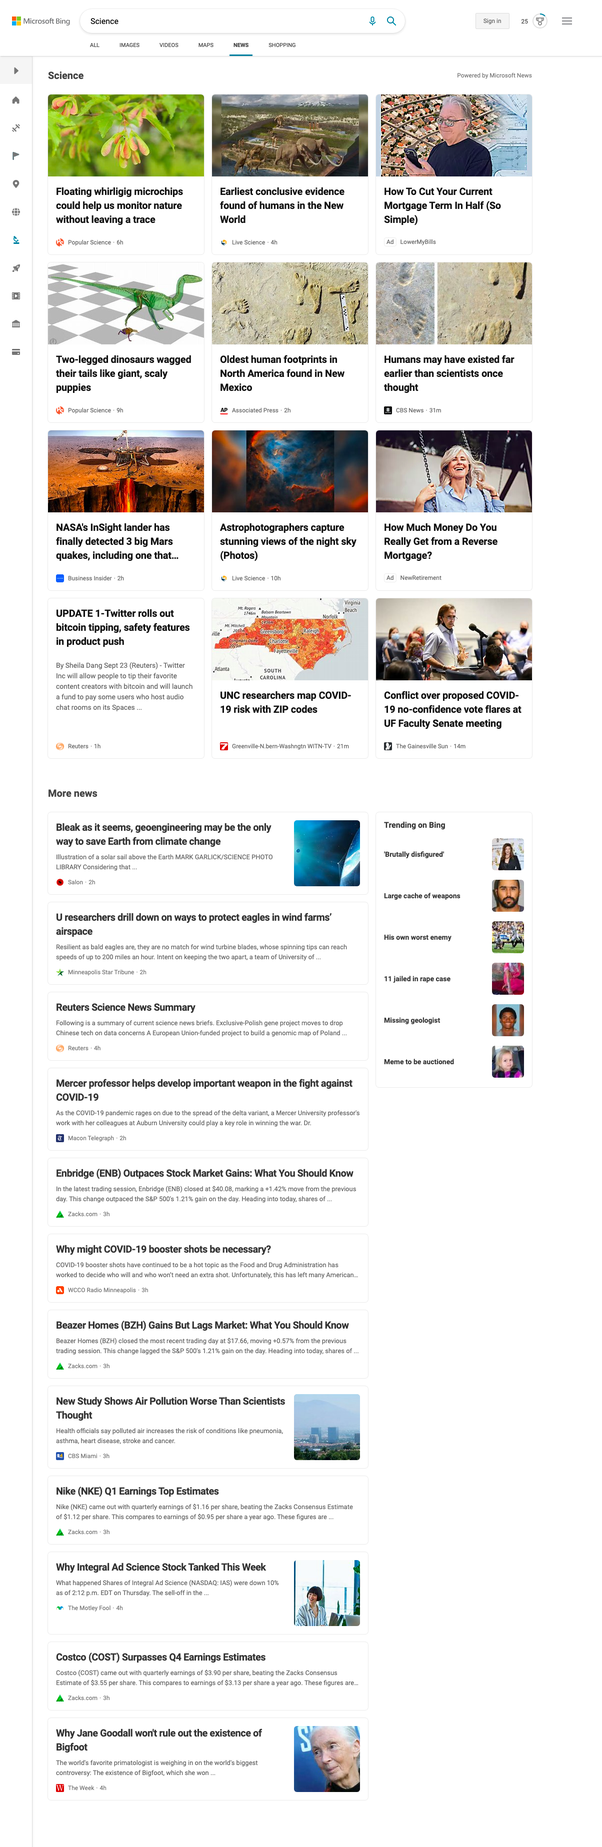 Microsoft Bing
Science
Sign in
25
ALL IMAGES VIDEOS MAPS NEWS SHOPPING
Science
Powered by Microsoft News
Floating whirligig microchips
could help us monitor nature
without leaving a trace
Popular Science · 6h
Earliest conclusive evidence
found of humans in the New
World
Live Science · 4h
How To Cut Your Current
Mortgage Term In Half (So
Simple)
Ad LowerMyBills
Two-legged dinosaurs wagged
their tails like giant, scaly
puppies
Popular Science · 9h
Oldest human footprints in
North America found in New
Mexico
AP Associated Press · 2h
Humans may have existed far
earlier than scientists once
thought
CBS News · 31m
NASA's InSight lander has
finally detected 3 big Mars
quakes, including one that...
Business Insider · 2h
Astrophotographers capture
stunning views of the night sky
(Photos)
Live Science · 10h
How Much Money Do You
Really Get from a Reverse
Mortgage?
Ad NewRetirement
UPDATE 1-Twitter rolls out
bitcoin tipping, safety features
in product push
By Sheila Dang Sept 23 (Reuters) - Twitter
Inc will allow people to tip their favorite
content creators with bitcoin and will launch
a fund to pay some users who host audio
chat rooms on its Spaces ...
Reuters · 1h
Virginia
Beach
Norfolk
Raleigh
Charlotte
Fayetteville
Atlanta
SOUTH
CAROLINA
UNC researchers map COVID-
19 risk with ZIP codes
Greenville-N.bern-Washngtn WITN-TV · 21m
Conflict over proposed COVID-
19 no-confidence vote flares at
UF Faculty Senate meeting
The Gainesville Sun · 14m
More news
Bleak as it seems, geoengineering may be the only
way to save Earth from climate change
Illustration of a solar sail above the Earth MARK GARLICK/SCIENCE PHOTO
LIBRARY Considering that ...
Salon · 2h
U researchers drill down on ways to protect eagles in wind farms'
airspace
Resilient as bald eagles are, they are no match for wind turbine blades, whose spinning tips can reach
speeds of up to 200 miles an hour. Intent on keeping the two apart, a team of University of ...
Minneapolis Star Tribune · 2h
Reuters Science News Summary
Following is a summary of current science news briefs. Exclusive-Polish gene project moves to drop
Chinese tech on data concerns A European Union-funded project to build a genomic map of Poland ...
Reuters · 4h
Mercer professor helps develop important weapon in the fight against
COVID-19
As the COVID-19 pandemic rages on due to the spread of the delta variant, a Mercer University professor's
work with her colleagues at Auburn University could play a key role in winning the war. Dr.
Macon Telegraph · 2h
Enbridge (ENB) Outpaces Stock Market Gains: What You Should Know
In the latest trading session, Enbridge (ENB) closed at $40.08, marking a +1.42% move from the previous
day. This change outpaced the S&P 500's 1.21% gain on the day. Heading into today, shares of ...
Zacks.com · 3h
Why might COVID-19 booster shots be necessary?
COVID-19 booster shots have continued to be a hot topic as the Food and Drug Administration has
worked to decide who will and who won't need an extra shot. Unfortunately, this has left many American...
WCCO Radio Minneapolis · 3h
Beazer Homes (BZH) Gains But Lags Market: What You Should Know
Beazer Homes (BZH) closed the most recent trading day at $17.66, moving +0.57% from the previous
trading session. This change lagged the S&P 500's 1.21% gain on the day. Heading into today, shares of ...
Zacks.com · 3h
New Study Shows Air Pollution Worse Than Scientists
Thought
Health officials say polluted air increases the risk of conditions like pneumonia,
asthma, heart disease, stroke and cancer.
CBS Miami · 3h
Nike (NKE) Q1 Earnings Top Estimates
Nike (NKE) came out with quarterly earnings of $1.16 per share, beating the Zacks Consensus Estimate
of $1.12 per share. This compares to earnings of $0.95 per share a year ago. These figures are ...
Zacks.com · 3h
Why Integral Ad Science Stock Tanked This Week
What happened Shares of Integral Ad Science (NASDAQ: IAS) were down 10%
as of 2:12 p.m. EDT on Thursday. The sell-off in the ...
The Motley Fool · 4h
Costco (COST) Surpasses Q4 Earnings Estimates
Costco (COST) came out with quarterly earnings of $3.90 per share, beating the Zacks Consensus
Estimate of $3.55 per share. This compares to earnings of $3.13 per share a year ago. These figures are...
Zacks.com · 3h
Why Jane Goodall won't rule out the existence of
Bigfoot
The world's favorite primatologist is weighing in on the world's biggest
controversy: The existence of Bigfoot, which she won ...
The Week · 4h
Trending on Bing
'Brutally disfigured'
Large cache of weapons
His own worst enemy
11 jailed in rape case
Missing geologist
Meme to be auctioned